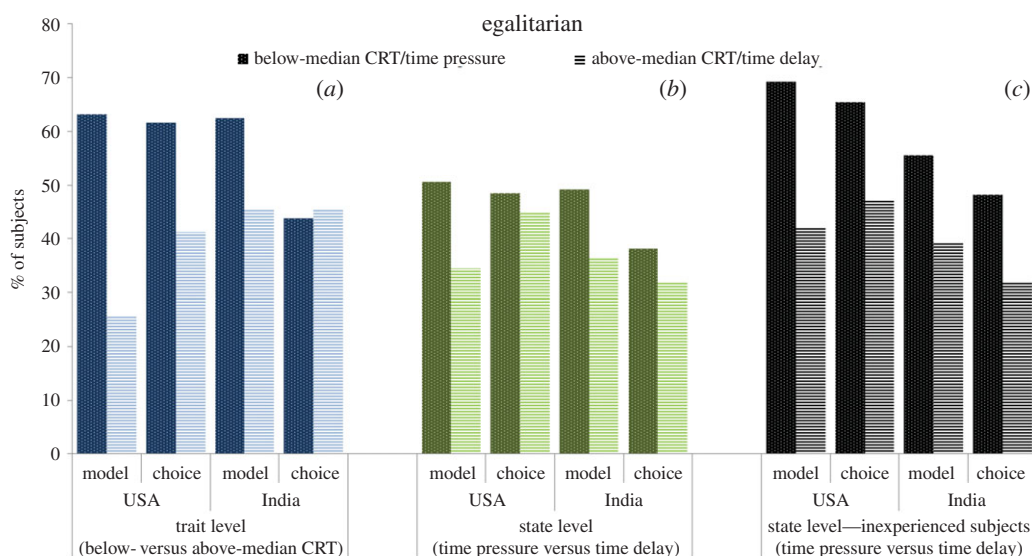 egalitarian
below-median CRT/time pressure above-median CRT/time delay
(a) (b) (c)
% of subjects
80
70
60
50
40
30
20
10
0
model choice model choice model choice model choice model choice model choice
USA India USA India USA India
trait level state level state level—inexperienced subjects
(below- versus above-median CRT) (time pressure versus time delay) (time pressure versus time delay)